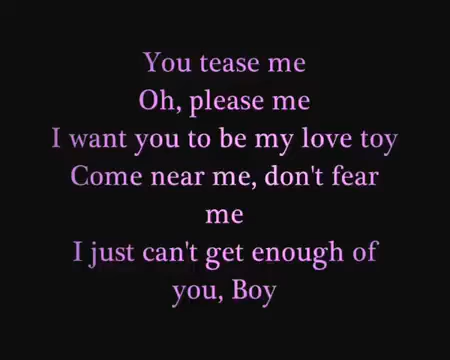 You tease me
Oh, please me
I want you to be my love toy
Come near me, don't fear
me
I just can't get enough of
you, Boy